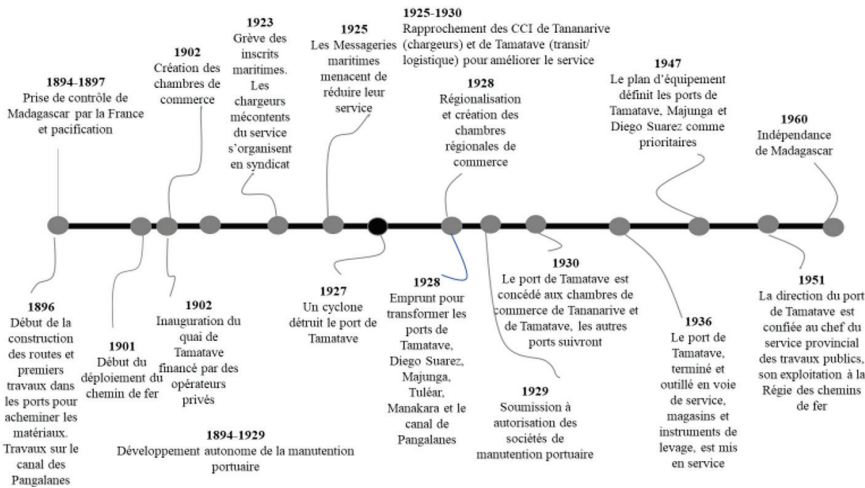 1894-1897
Prise de contrôle de
Madagascar par la France
et pacification
1902
Création des
chambres de
commerce
1923
Grève des
inscrits
maritimes.
Les
chargeurs
mécontents
du service
s'organisent
en syndicat
1925
Les Messageries
maritimes
menacent de
réduire leur
service
1925-1930
Rapprochement des CCI de Tananarive
(chargeurs) et de Tamatave (transit/
logistique) pour améliorer le service
1928
Régionalisation
et création des
chambres
régionales de
commerce
1947
Le plan d'équipement
définit les ports de
Tamatave, Majunga et
Diego Suarez comme
prioritaires
1960
Indépendance
de Madagascar
1896
Début de la
construction
des routes et
premiers
travaux dans
les ports pour
acheminer les
matériaux.
Travaux sur le
canal des
Pangalanes
1901
Début du
déploiement du
chemin de fer
1902
Inauguration du
quai de
Tamatave
financé par des
opérateurs
privés
1894-1929
Développement autonome de la manutention
portuaire
1927
Un cyclone
détruit le port de
Tamatave
1928
Emprunt pour
transformer les
ports de
Tamatave,
Diego Suarez,
Majunga,
Tuléar,
Manakara et le
canal de
Pangalanes
1930
Le port de Tamatave est
concédé aux chambres de
commerce de Tananarive et
de Tamatave, les autres
ports suivront
1929
Soumission à
autorisation des
sociétés de
manutention portuaire
1936
Le port de
Tamatave,
terminé et
outillé en voie
de service,
magasins et
instruments de
levage, est mis
en service
1951
La direction du port
de Tamatave est
confiée au chef du
service provincial
des travaux publics,
son exploitation à la
Régie des chemins
de fer